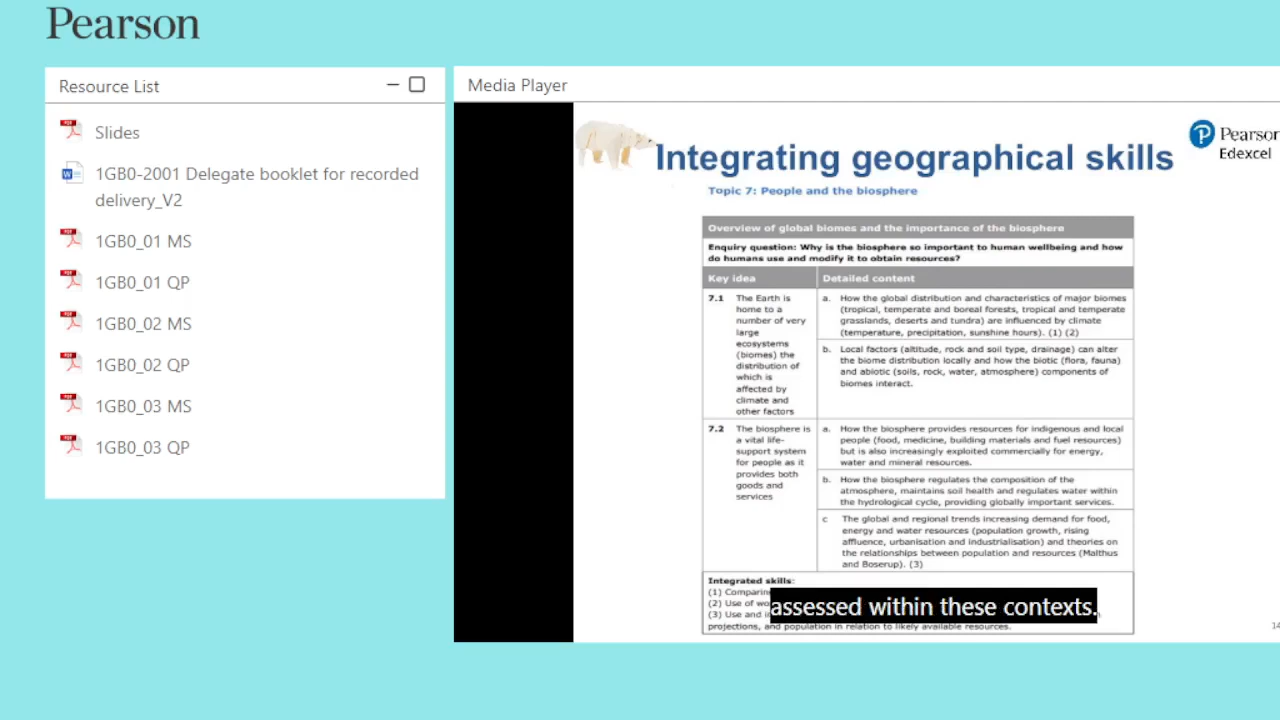 Pearson
Resource List
Slides
1GB0-2001 Delegate booklet for recorded
delivery_V2
1GB0_01 MS
1GB0_01 QP
1GB0_02 MS
1GB0_02 QP
1GB0_03 MS
1GB0_03 QP
Media Player
Integrating geographical skills
Pearson
Edexcel
Topic 7: People and the biosphere
Overview of global biomes and the importance of the biosphere
Enquiry question: Why is the biosphere so important to human wellbeing and how
do humans use and modify it to obtain resources?
Key idea
Detailed content
7.1 The Earth is
home to a
number of very
large
ecosystems
(biomes) the
distribution of
which is
affected by
climate and
other factors
a. How the global distribution and characteristics of major biomes
(tropical, temperate and boreal forests, tropical and temperate
grasslands, deserts and tundra) are influenced by climate
(temperature, precipitation, sunshine hours). (1) (2)
b. Local factors (altitude, rock and soil type, drainage) can alter
the biome distribution locally and how the biotic (flora, fauna)
and abiotic (soils, rock, water, atmosphere) components of
biomes interact.
7.2 The biosphere is
a vital life-
support system
for people as it
provides both
goods and
services
a. How the biosphere provides resources for indigenous and local
people (food, medicine, building materials and fuel resources)
but is also increasingly exploited commercially for energy,
water and mineral resources.
b. How the biosphere regulates the composition of the
atmosphere, maintains soil health and regulates water within
the hydrological cycle, providing globally important services.
c The global and regional trends increasing demand for food,
energy and water resources (population growth, rising
affluence, urbanisation and industrialisation) and theories on
the relationships between population and resources (Malthus
and Boserup). (3)
Integrated skills:
(1)
(2) Use of
(3) Use and
projections, and population in relation to likely available resources.
assessed within these contexts.